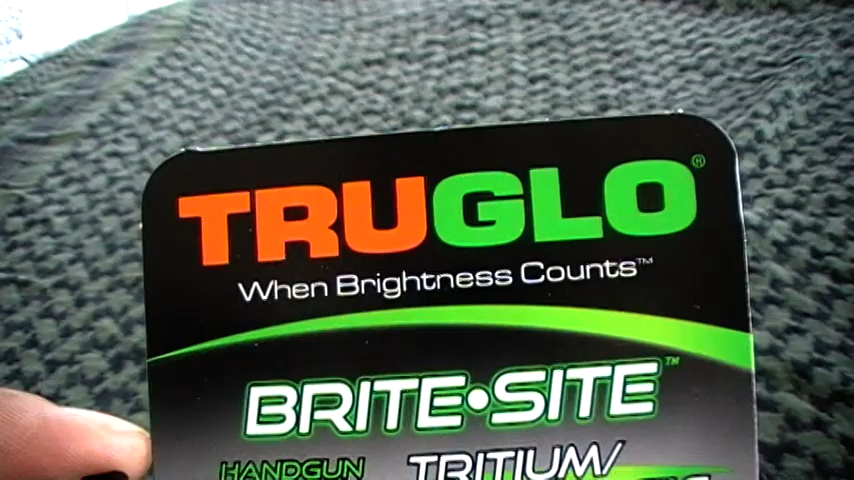 TRUGLO®
When Brightness Counts™
BRITE•SITE™
HANDGUN TRITIUM/